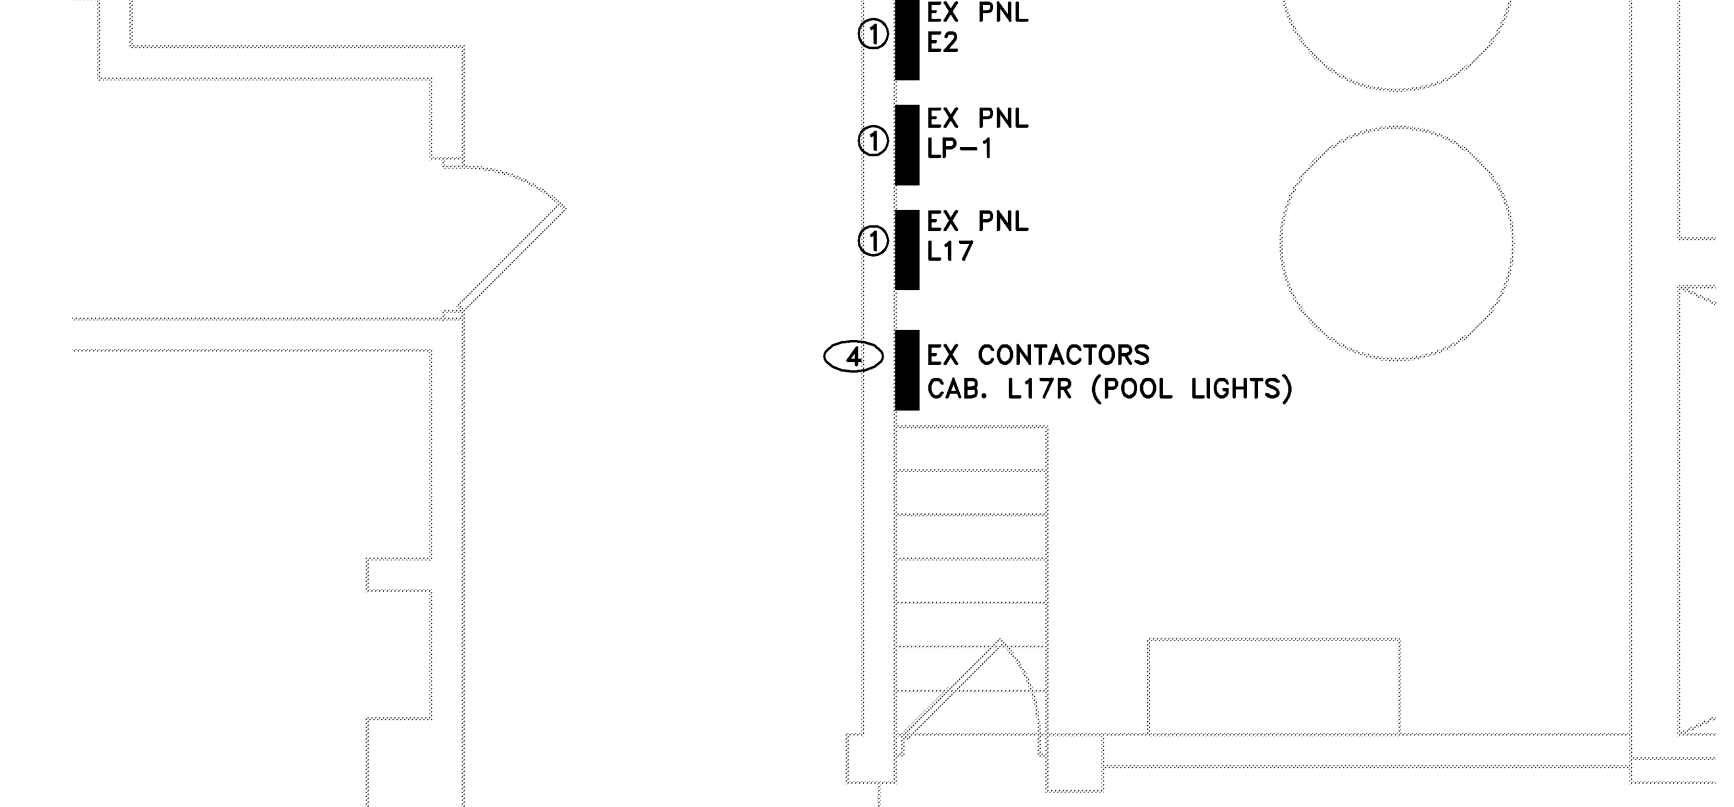 EX PNL
1 E2
EX PNL
1 LP-1
EX PNL
1 L17
4 EX CONTACTORS
CAB. L17R (POOL LIGHTS)